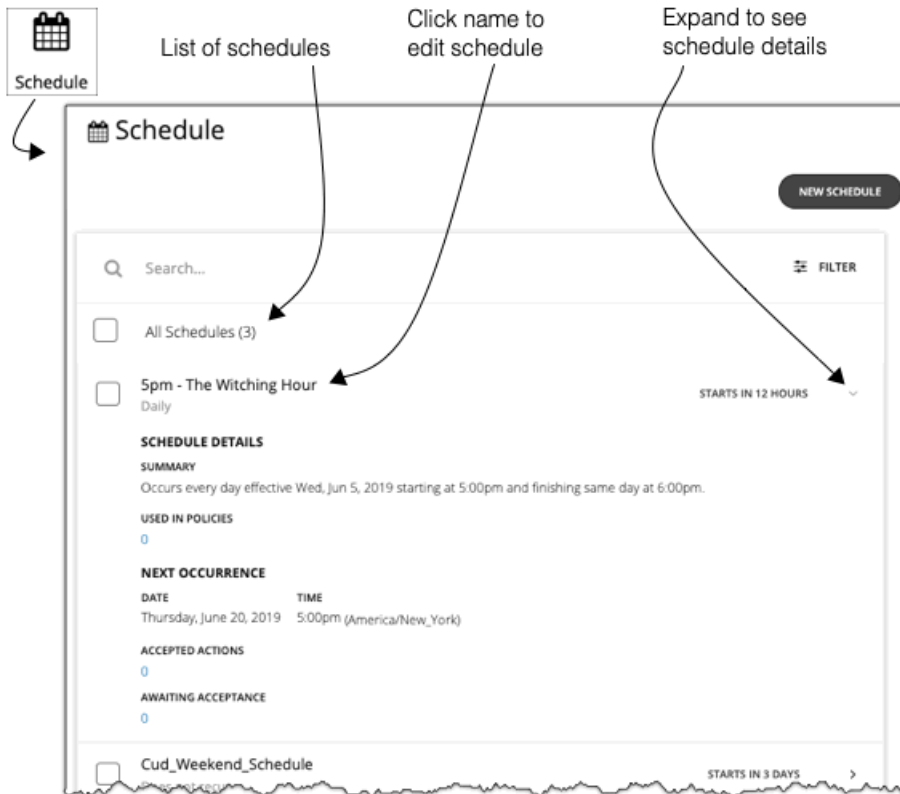 Schedule
List of schedules
Click name to
edit schedule
Expand to see
schedule details
Schedule
NEW SCHEDULE
Search...
FILTER
All Schedules (3)
5pm - The Witching Hour
Daily
STARTS IN 12 HOURS
SCHEDULE DETAILS
SUMMARY
Occurs every day effective Wed, Jun 5, 2019 starting at 5:00pm and finishing same day at 6:00pm.
USED IN POLICIES
0
NEXT OCCURRENCE
DATE TIME
Thursday, June 20, 2019 5:00pm (America/New_York)
ACCEPTED ACTIONS
0
AWAITING ACCEPTANCE
0
Cud_Weekend_Schedule
STARTS IN 3 DAYS